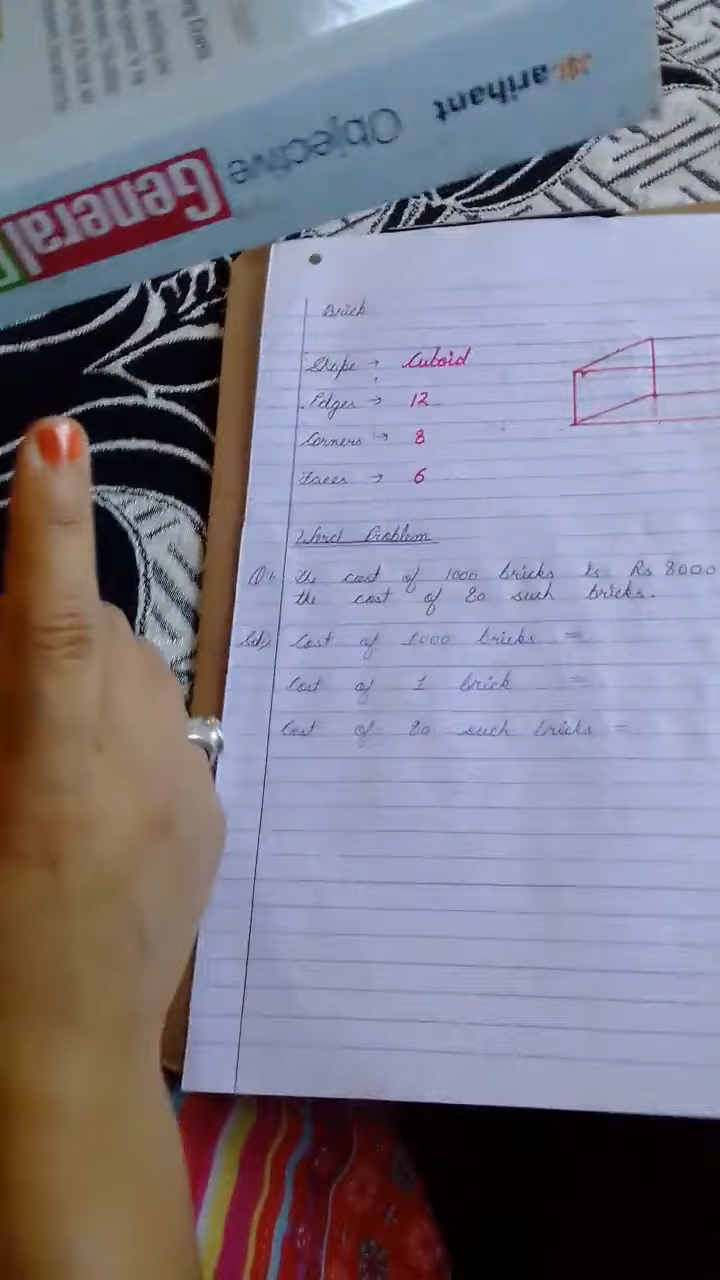 arihant
Objective
General
Brick
Shape → Cuboid
Edges → 12
Corners → 8
Faces → 6
Word Problem
Q1. The cost of 1000 bricks is Rs 8000
the cost of 80 such bricks.
Sol) Cost of 1000 bricks =
Cost of 1 brick =
Cost of 80 such bricks =